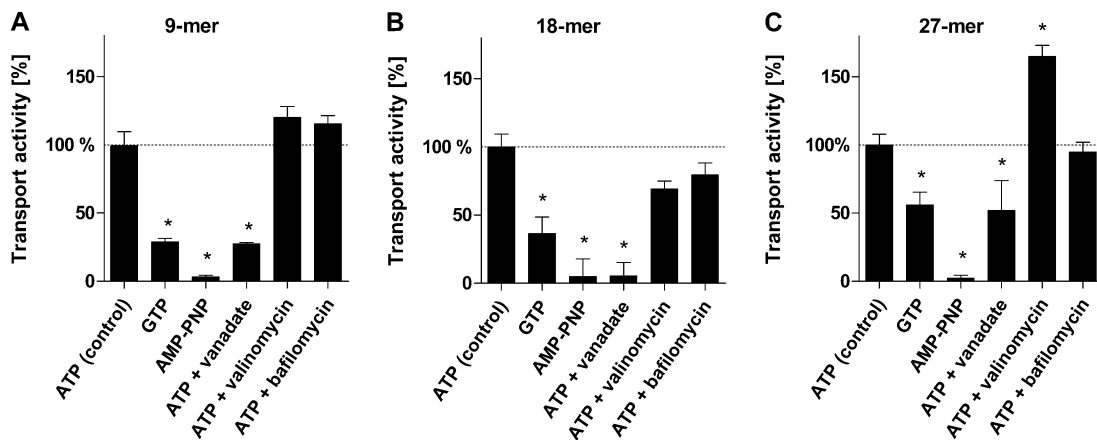 A
9-mer
Transport activity [%]
150
100 %
50
0
*
*
*
ATP (control)
GTP
AMP-PNP
ATP + vanadate
ATP + valinomycin
ATP + bafilomycin
B
18-mer
Transport activity [%]
150
100 %
50
0
*
*
*
ATP (control)
GTP
AMP-PNP
ATP + vanadate
ATP + valinomycin
ATP + bafilomycin
C
27-mer
Transport activity [%]
150
100%
50
0
*
*
*
*
ATP (control)
GTP
AMP-PNP
ATP + vanadate
ATP + valinomycin
ATP + bafilomycin